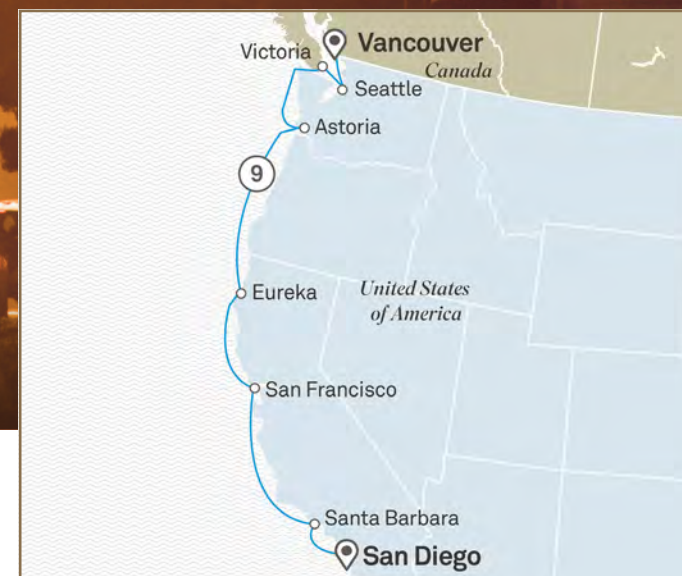 Vancouver
Victoria
Canada
Seattle
Astoria
9
Eureka
United States
of America
San Francisco
Santa Barbara
San Diego